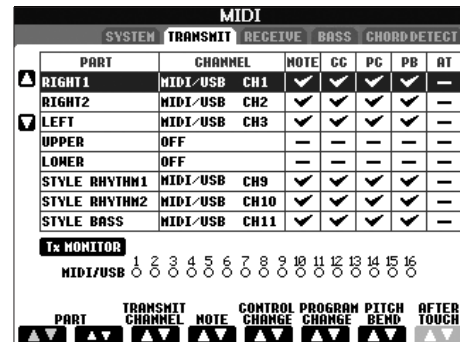 MIDI
SYSTEM TRANSMIT RECEIVE BASS CHORD DETECT
PART CHANNEL NOTE CC PC PB AT
RIGHT1 MIDI/USB CH1
RIGHT2 MIDI/USB CH2
LEFT MIDI/USB CH3
UPPER OFF
LOWER OFF
STYLE RHYTHM1 MIDI/USB CH9
STYLE RHYTHM2 MIDI/USB CH10
STYLE BASS MIDI/USB CH11
Tx MONITOR
1 2 3 4 5 6 7 8 9 10 11 12 13 14 15 16
MIDI/USB
PART TRANSMIT CHANNEL NOTE CONTROL CHANGE PROGRAM CHANGE PITCH BEND AFTER TOUCH